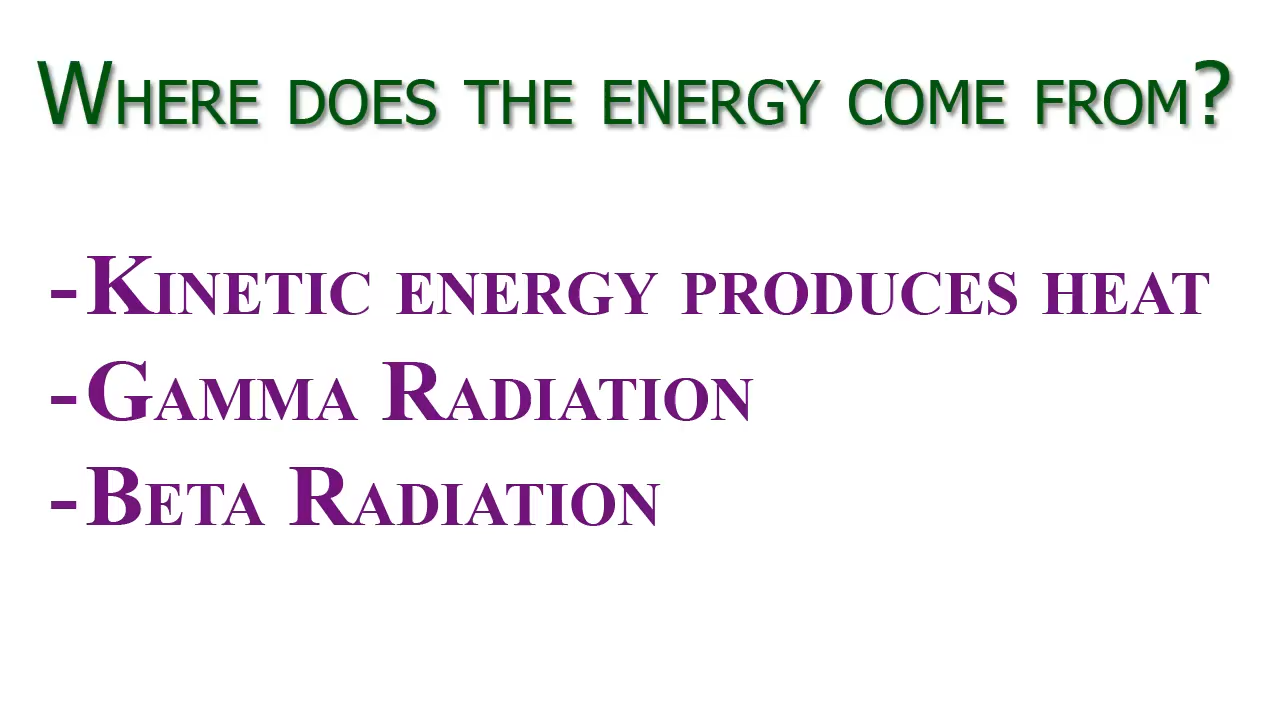 Where does the energy come from?
-Kinetic energy produces heat
-Gamma Radiation
-Beta Radiation